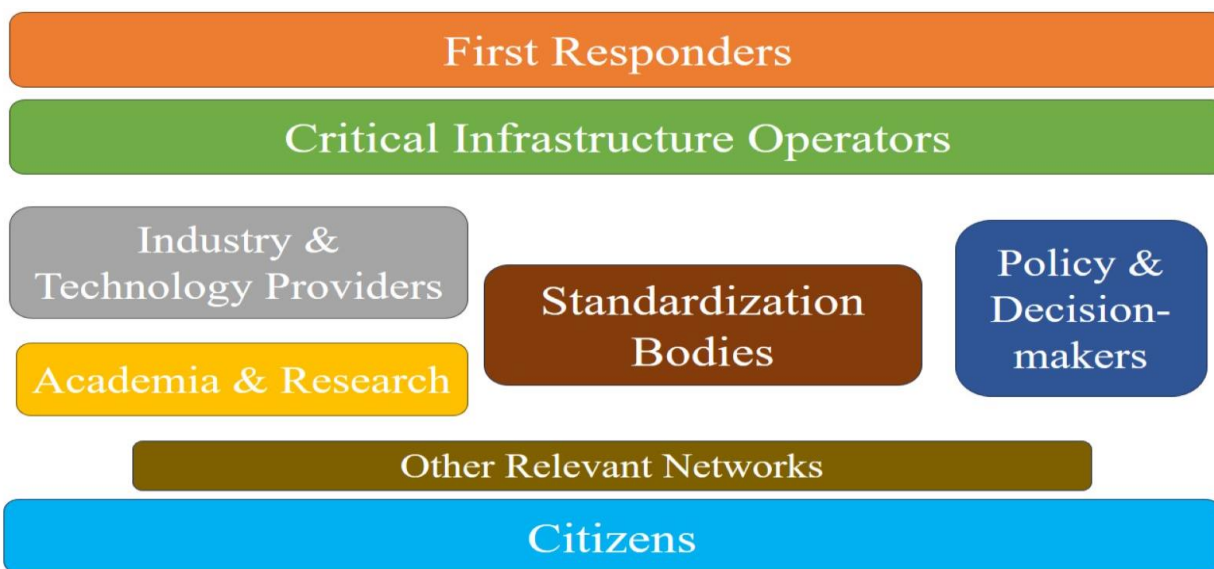 First Responders
Critical Infrastructure Operators
Industry &
Technology Providers
Academia & Research
Standardization
Bodies
Policy &
Decision-
makers
Other Relevant Networks
Citizens